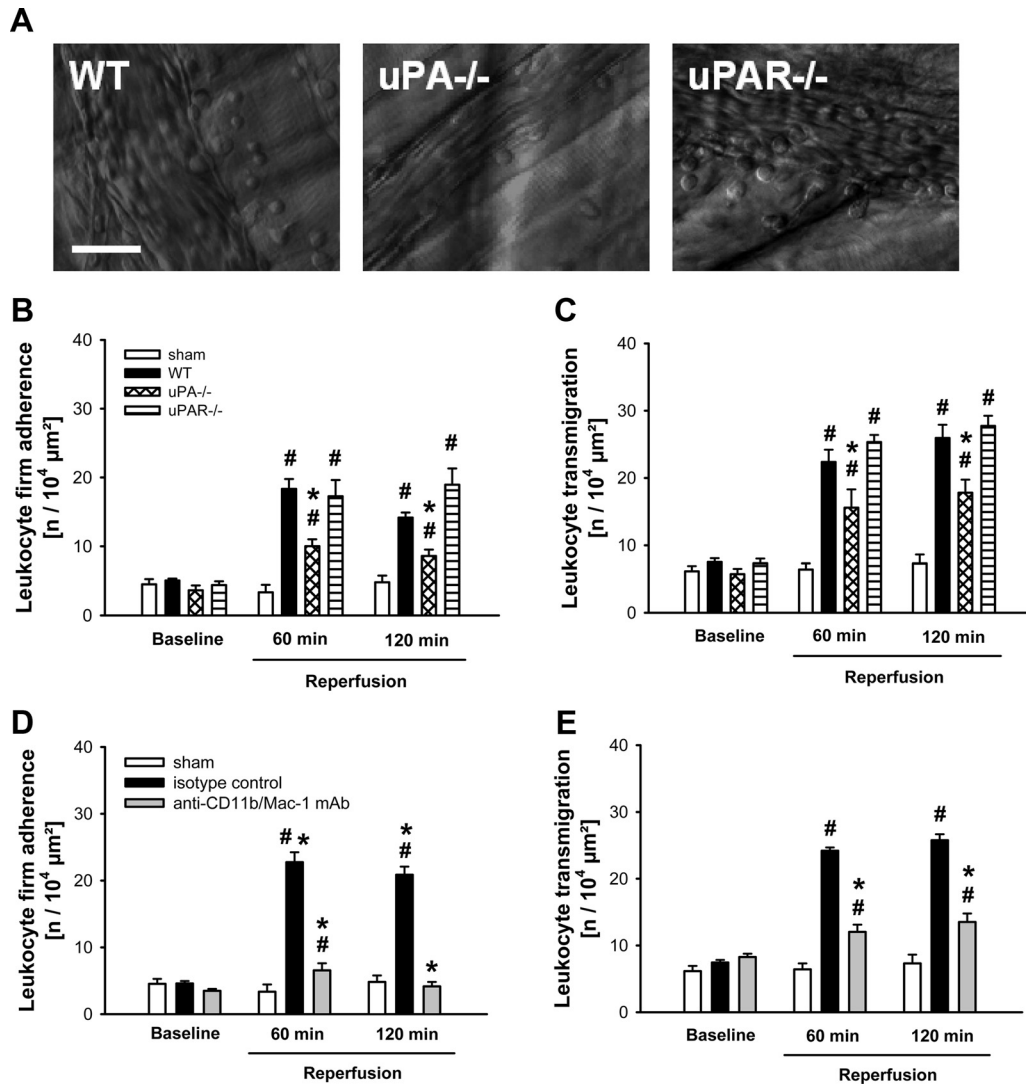 A
WT
uPA-/-
uPAR-/-
B
C
Leukocyte firm adherence
[n / 10⁴ µm²]
40
30
20
10
0
sham
WT
uPA-/-
uPAR-/-
#
*
#
#
#
*
#
#
Baseline
60 min
120 min
Reperfusion
Leukocyte transmigration
[n / 10⁴ µm²]
40
30
20
10
0
#
*
#
#
#
*
#
#
Baseline
60 min
120 min
Reperfusion
D
E
Leukocyte firm adherence
[n / 10⁴ µm²]
40
30
20
10
0
sham
isotype control
anti-CD11b/Mac-1 mAb
# *
*
#
*
#
*
Baseline
60 min
120 min
Reperfusion
Leukocyte transmigration
[n / 10⁴ µm²]
40
30
20
10
0
#
*
#
#
*
#
Baseline
60 min
120 min
Reperfusion